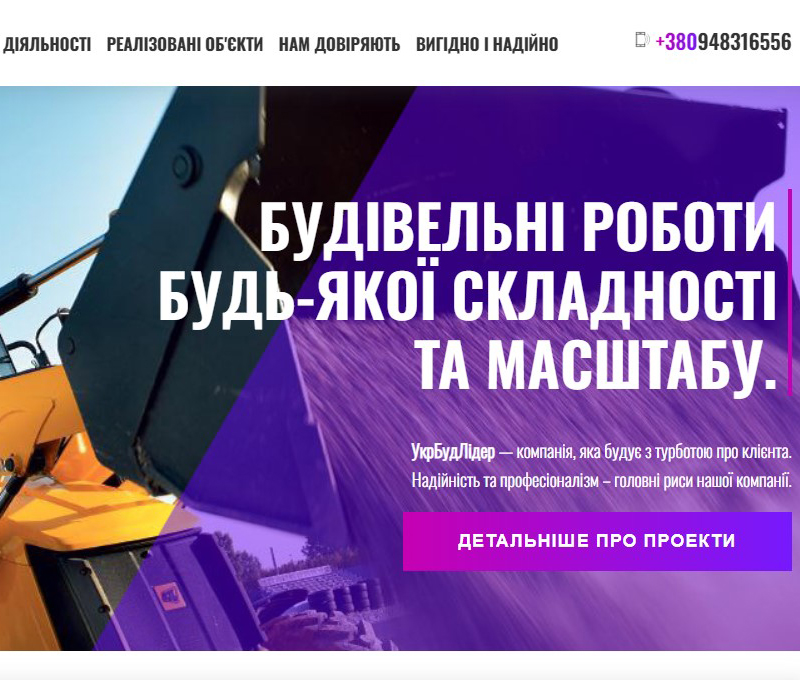 ДІЯЛЬНОСТІ РЕАЛІЗОВАНІ ОБ'ЄКТИ НАМ ДОВІРЯЮТЬ ВИГІДНО І НАДІЙНО +380948316556
БУДІВЕЛЬНІ РОБОТИ
БУДЬ-ЯКОЇ СКЛАДНОСТІ
ТА МАСШТАБУ.
УкрБудЛідер — компанія, яка будує з турботою про клієнта.
Надійність та професіоналізм – головні риси нашої компанії.
ДЕТАЛЬНІШЕ ПРО ПРОЕКТИ